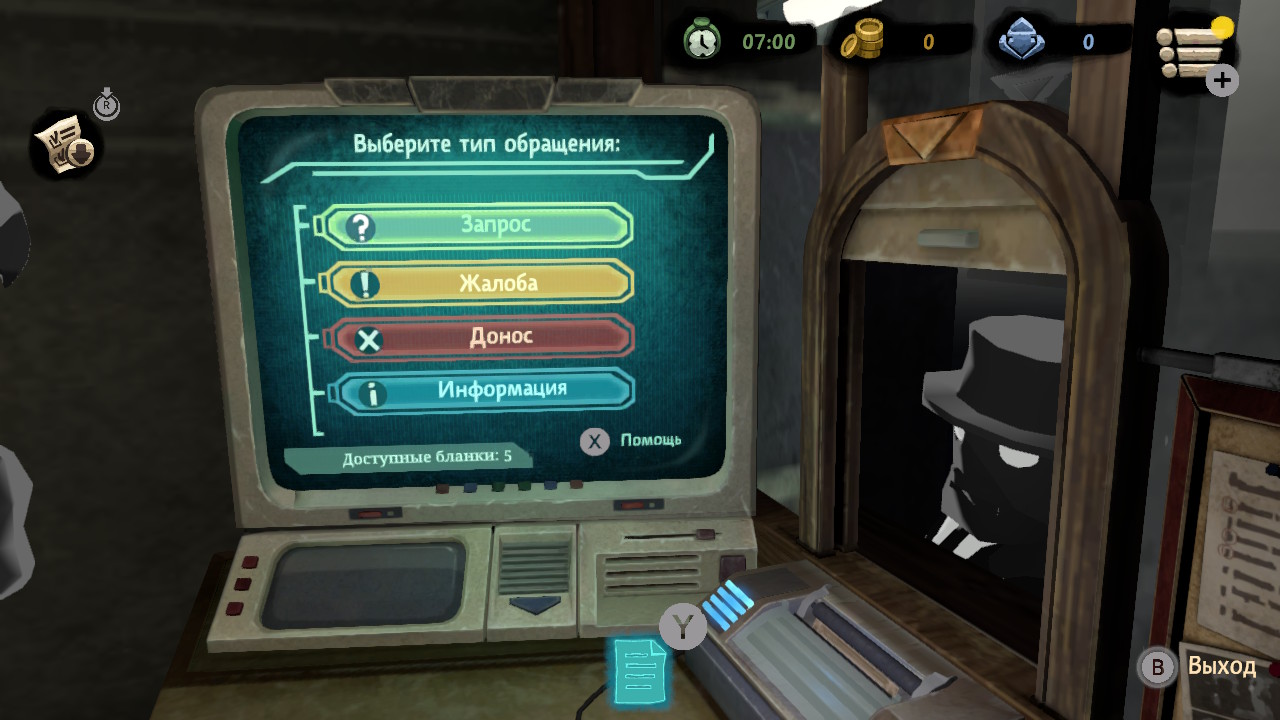 07:00
0
0
R
+
Выберите тип обращения:
? Запрос
! Жалоба
Донос
i Информация
X Помощь
Доступные бланки: 5
Y
B Выход